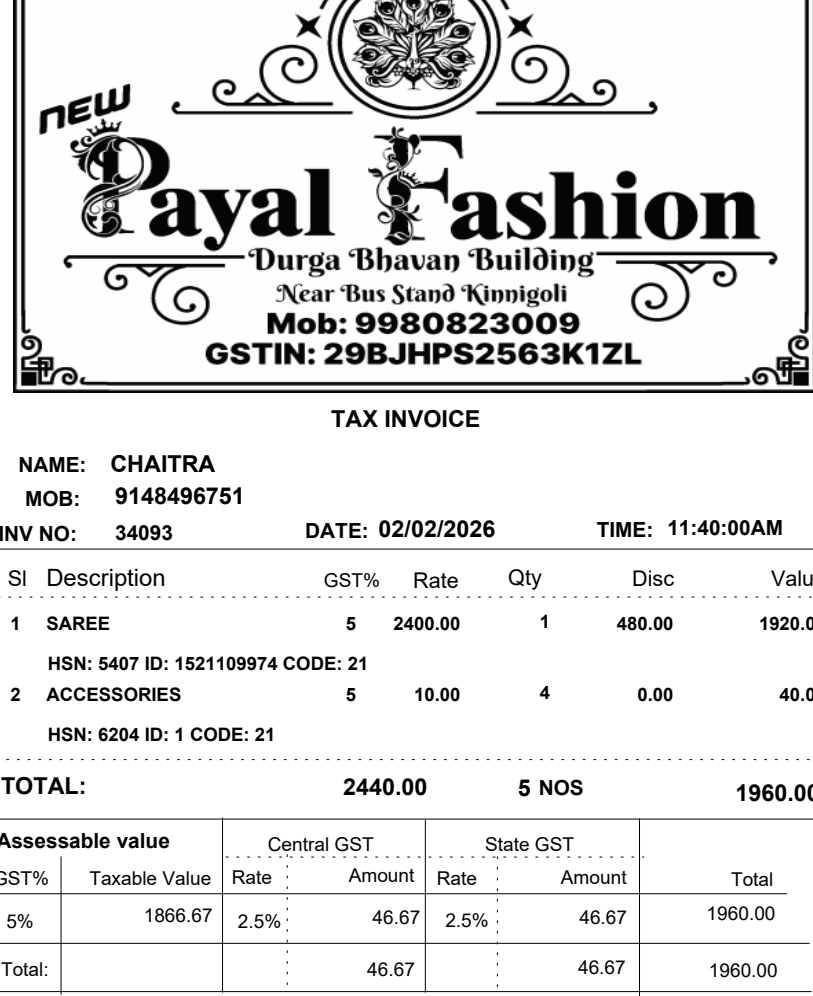 NEW
Payal Fashion
Durga Bhavan Building
Near Bus Stand Kinnigoli
Mob: 9980823009
GSTIN: 29BJHPS2563K1ZL
TAX INVOICE
NAME: CHAITRA
MOB: 9148496751
INV NO: 34093 DATE: 02/02/2026 TIME: 11:40:00AM
Sl Description GST% Rate Qty Disc Valu
1 SAREE 5 2400.00 1 480.00 1920.0
HSN: 5407 ID: 1521109974 CODE: 21
2 ACCESSORIES 5 10.00 4 0.00 40.0
HSN: 6204 ID: 1 CODE: 21
TOTAL: 2440.00 5 NOS 1960.00
Assessable value Central GST State GST
GST% Taxable Value Rate Amount Rate Amount Total
5% 1866.67 2.5% 46.67 2.5% 46.67 1960.00
Total: 46.67 46.67 1960.00